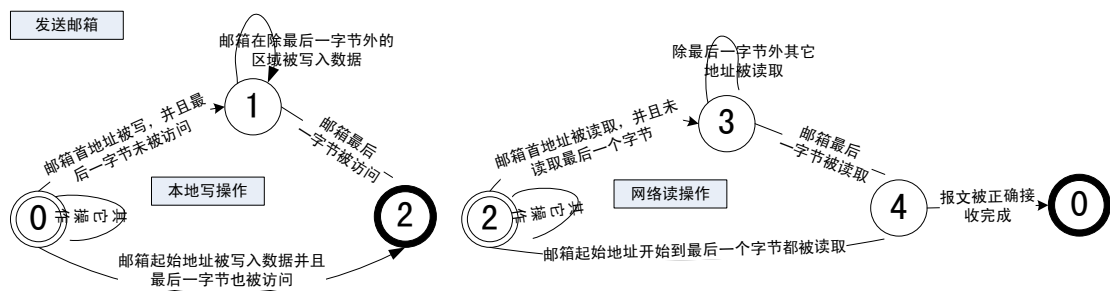 发送邮箱
邮箱在除最后一字节外的
区域被写入数据
1
邮箱首地址被写，并且最
后一字节未被访问
邮箱最后
一字节被访问
本地写操作
0
其它操
作
2
邮箱起始地址被写入数据并且
最后一字节也被访问
除最后一字节外其它
地址被读取
3
邮箱首地址被读取，并且未
读取最后一个字节
邮箱最后
一字节被读取
网络读操作
2
其它操
作
4
报文被正确接
收完成
0
邮箱起始地址开始到最后一个字节都被读取